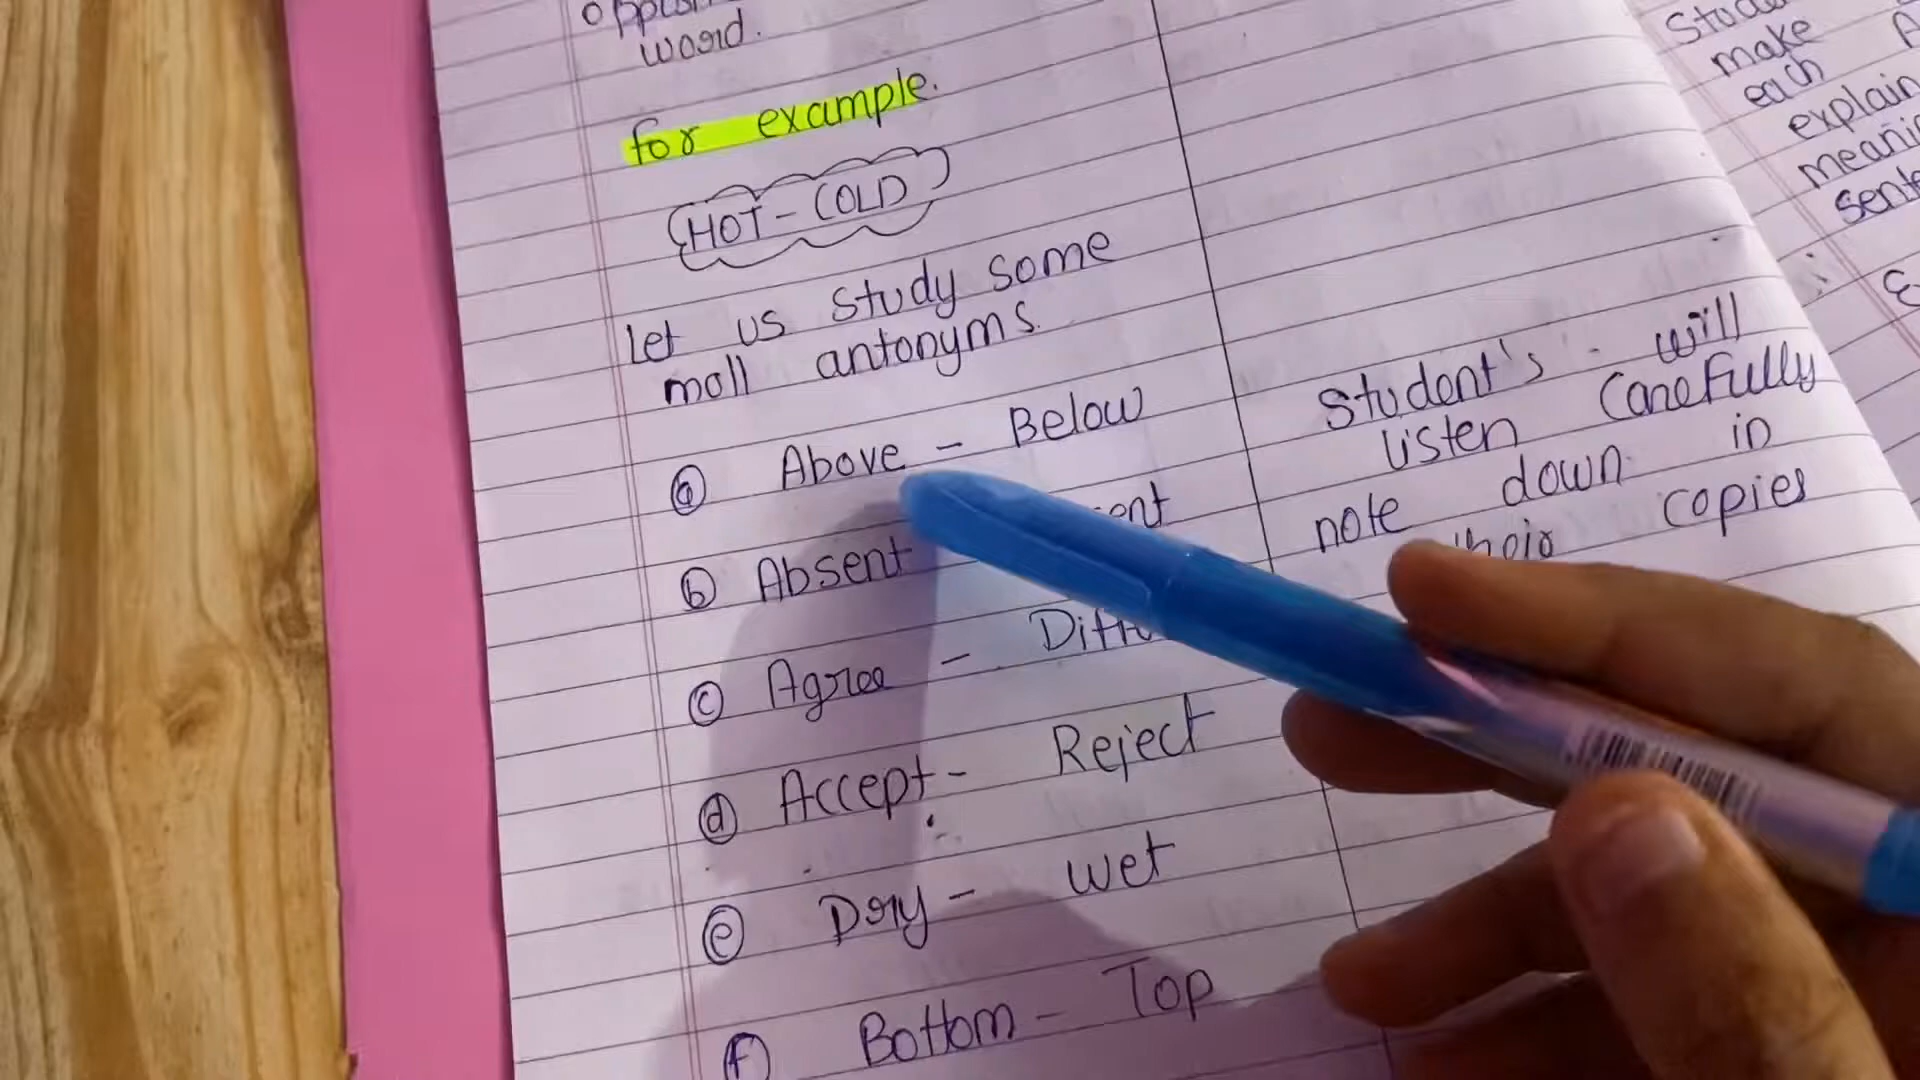 word.
for example.
HOT - COLD
Let us study some
moll antonyms.
(a) Above - Below
(b) Absent
(c) Agree -
(d) Accept - Reject
(e) Dry - wet
(f) Bottom - Top
Student's will
listen Carefully
note down in
their copies
make
each
explain